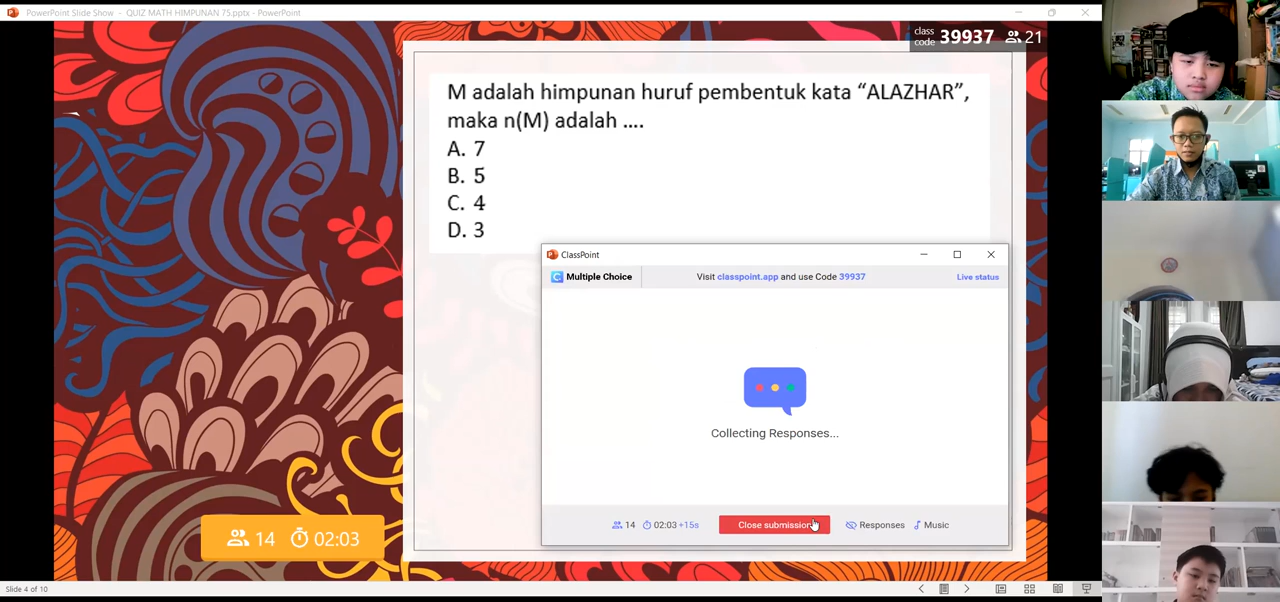 PowerPoint Slide Show - QUIZ MATH HIMPUNAN 75.pptx - PowerPoint
class code 39937 21
M adalah himpunan huruf pembentuk kata “ALAZHAR”,
maka n(M) adalah ....
A. 7
B. 5
C. 4
D. 3
ClassPoint
Multiple Choice
Visit classpoint.app and use Code 39937
Live status
Collecting Responses...
14 02:03 +15s
Close submission
Responses
Music
14 02:03
Slide 4 of 10